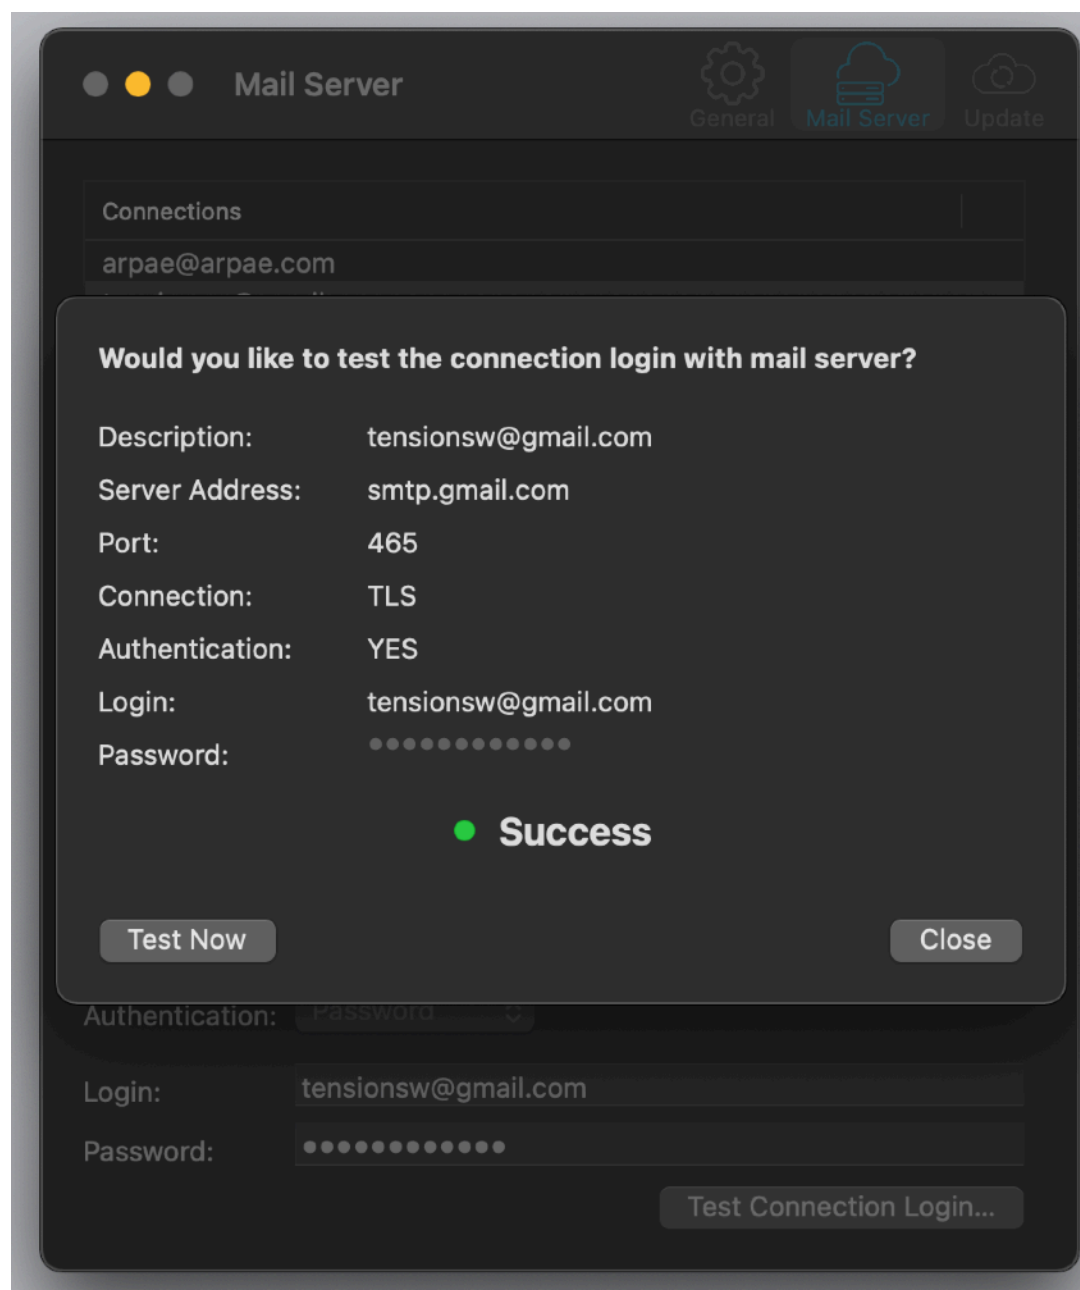 Mail Server
General
Mail Server
Update
Connections
arpae@arpae.com
Would you like to test the connection login with mail server?
Description: tensionsw@gmail.com
Server Address: smtp.gmail.com
Port: 465
Connection: TLS
Authentication: YES
Login: tensionsw@gmail.com
Password: ●●●●●●●●●●●●
Success
Test Now
Close
Authentication: Password
Login: tensionsw@gmail.com
Password: ●●●●●●●●●●●●
Test Connection Login...